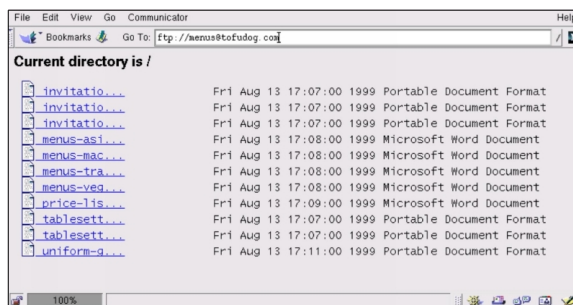 File Edit View Go Communicator Help
Bookmarks Go To: ftp://menus@tofudog.com
Current directory is /
invitatio... Fri Aug 13 17:07:00 1999 Portable Document Format
invitatio... Fri Aug 13 17:07:00 1999 Portable Document Format
invitatio... Fri Aug 13 17:07:00 1999 Portable Document Format
menus-asi... Fri Aug 13 17:08:00 1999 Microsoft Word Document
menus-mac... Fri Aug 13 17:08:00 1999 Microsoft Word Document
menus-tra... Fri Aug 13 17:08:00 1999 Microsoft Word Document
menus-veg... Fri Aug 13 17:08:00 1999 Microsoft Word Document
price-lis... Fri Aug 13 17:09:00 1999 Microsoft Word Document
tablesett... Fri Aug 13 17:07:00 1999 Portable Document Format
tablesett... Fri Aug 13 17:07:00 1999 Portable Document Format
uniform-g... Fri Aug 13 17:11:00 1999 Portable Document Format
100%